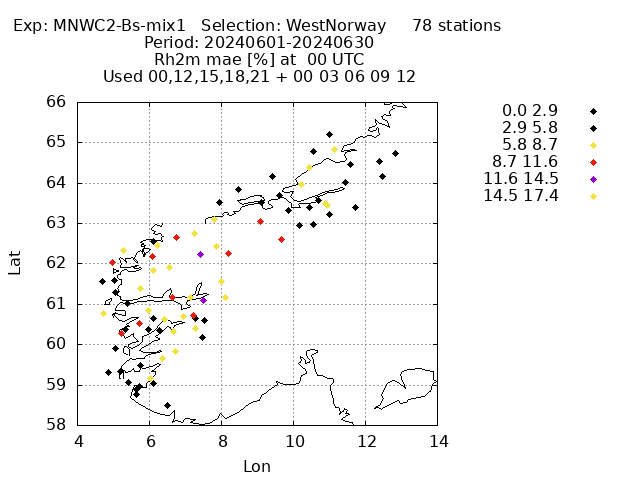 Exp: MNWC2-Bs-mix1 Selection: WestNorway 78 stations
Period: 20240601-20240630
Rh2m mae [%] at 00 UTC
Used 00,12,15,18,21 + 00 03 06 09 12
0.0 2.9
2.9 5.8
5.8 8.7
8.7 11.6
11.6 14.5
14.5 17.4
66
65
64
63
62
61
60
59
58
Lat
4 6 8 10 12 14
Lon